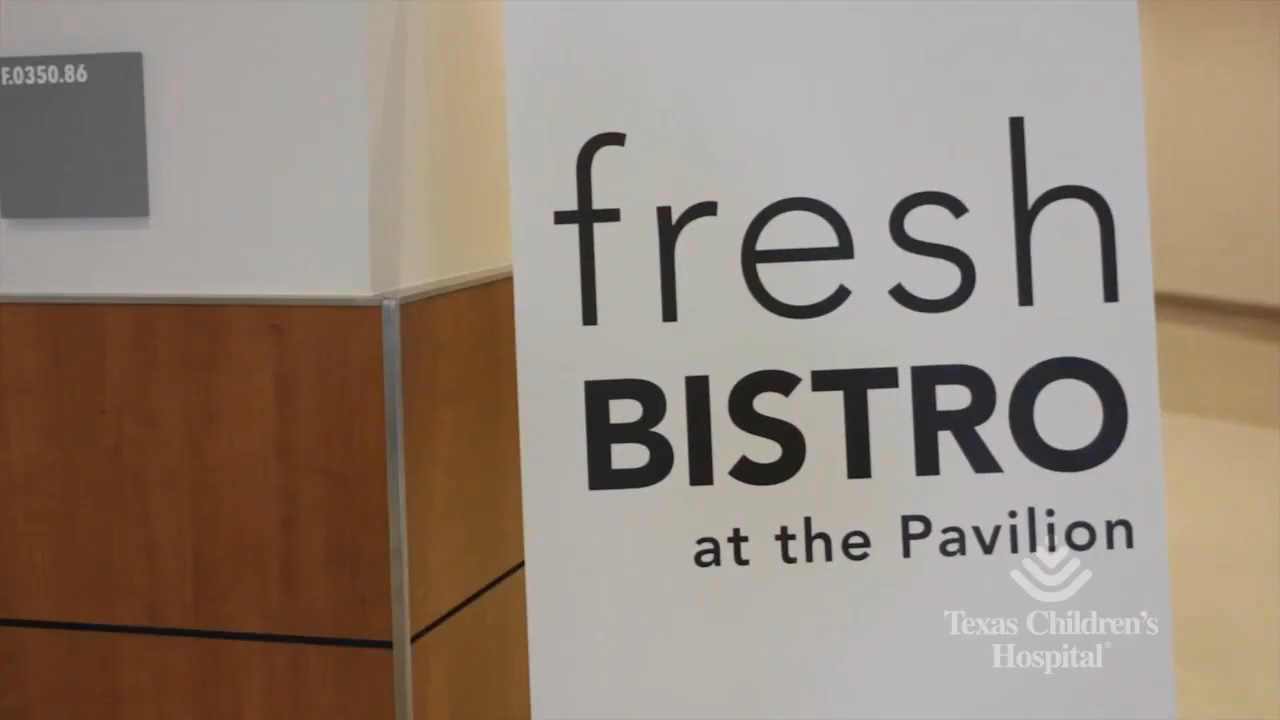 F.0350.86
fresh
BISTRO
at the Pavilion
Texas Children's
Hospital®